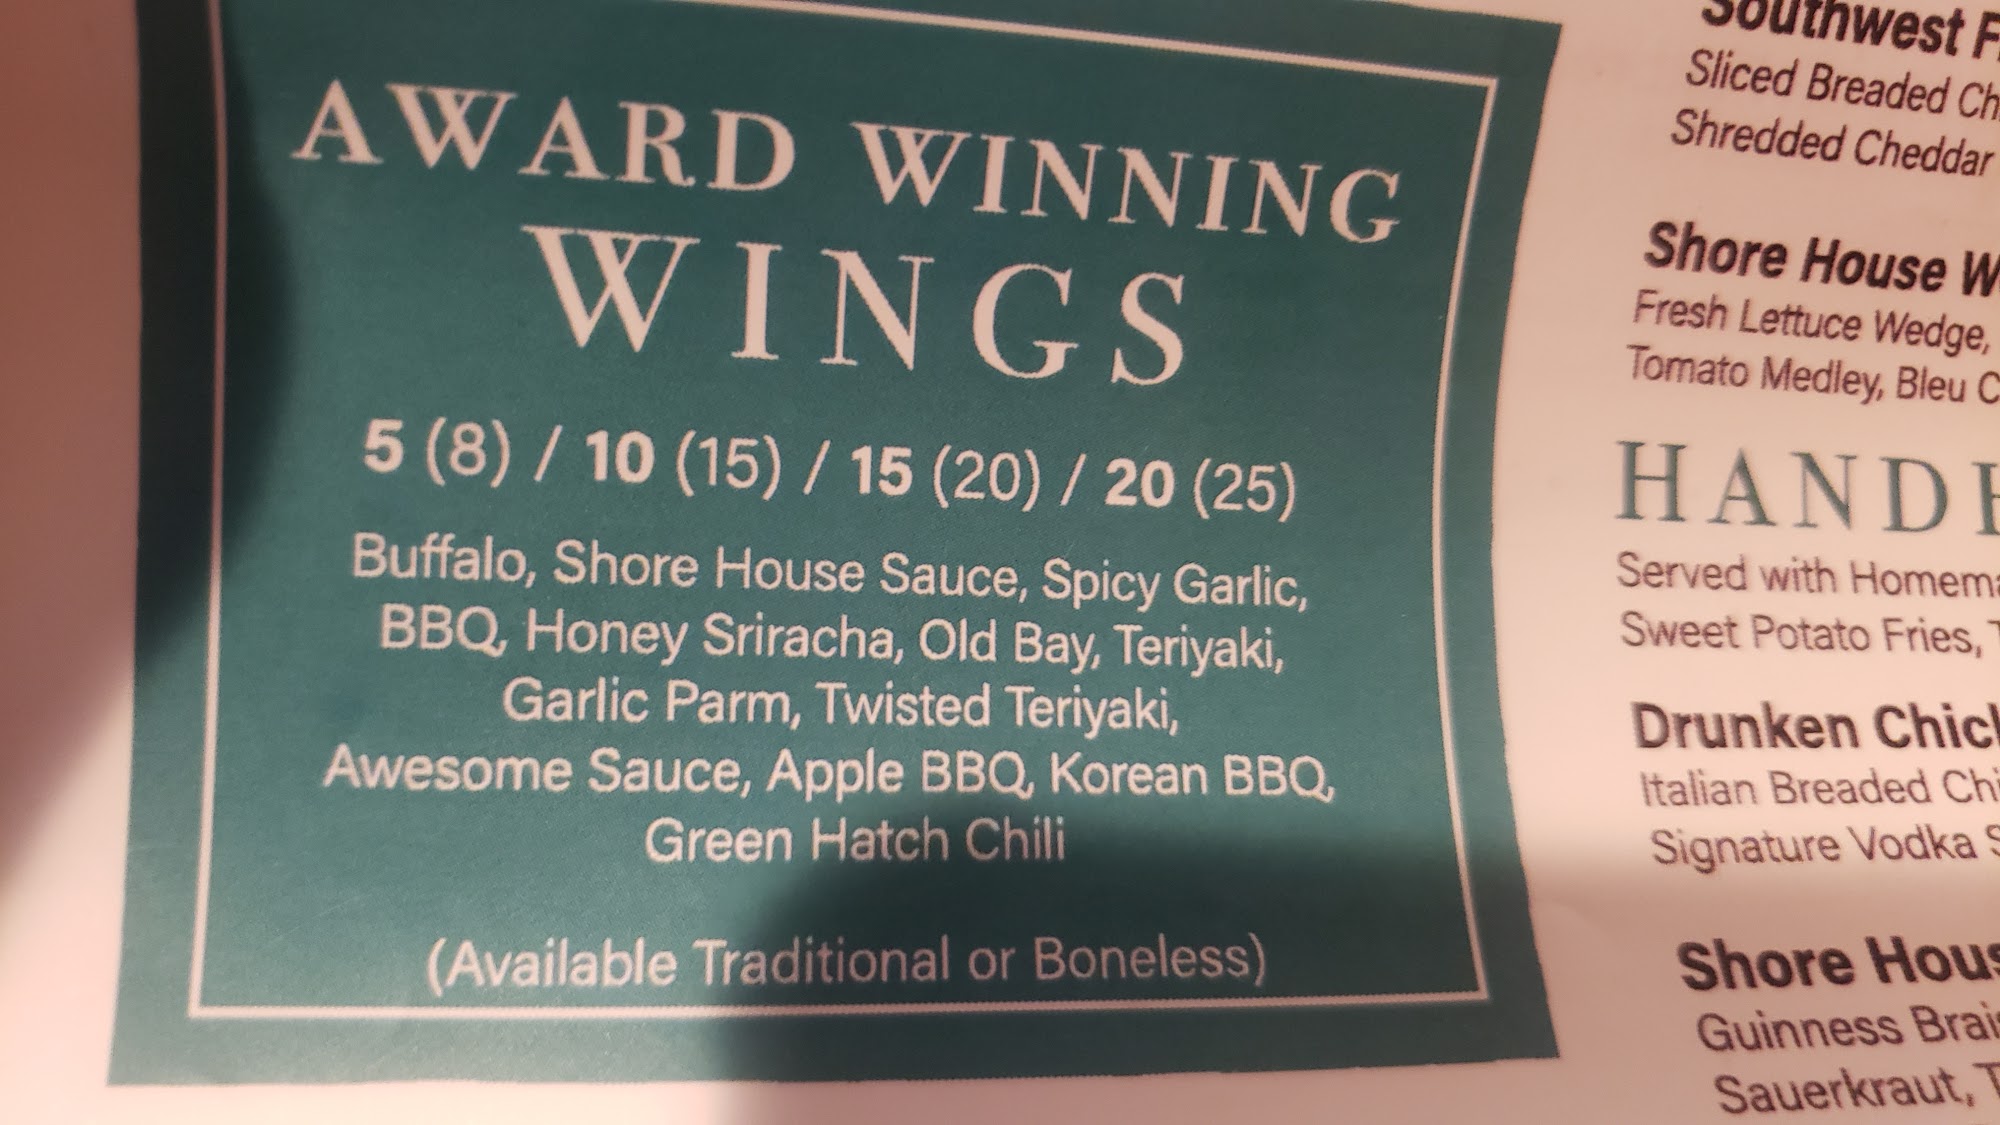 AWARD WINNING
WINGS
5 (8) / 10 (15) / 15 (20) / 20 (25)
Buffalo, Shore House Sauce, Spicy Garlic,
BBQ, Honey Sriracha, Old Bay, Teriyaki,
Garlic Parm, Twisted Teriyaki,
Awesome Sauce, Apple BBQ, Korean BBQ,
Green Hatch Chili
(Available Traditional or Boneless)
Southwest
Sliced Breaded
Shredded Cheddar
Shore House
Fresh Lettuce Wedge,
Tomato Medley, Bleu
Served with
Sweet Potato Fries,
Drunken
Italian Breaded
Signature Vodka
Shore
Guinness
Sauerkraut,